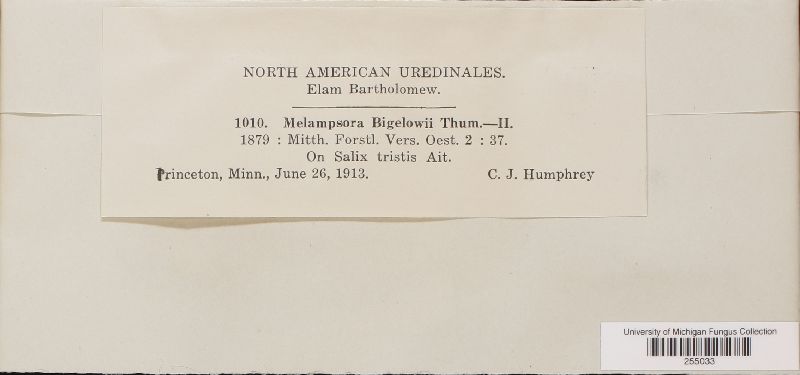 NORTH AMERICAN UREDINALES.
Elam Bartholomew.
1010. Melampsora Bigelowii Thum.—II.
1879 : Mitth. Forstl. Vers. Oest. 2 : 37.
On Salix tristis Ait.
Princeton, Minn., June 26, 1913. C. J. Humphrey
University of Michigan Fungus Collection
255033